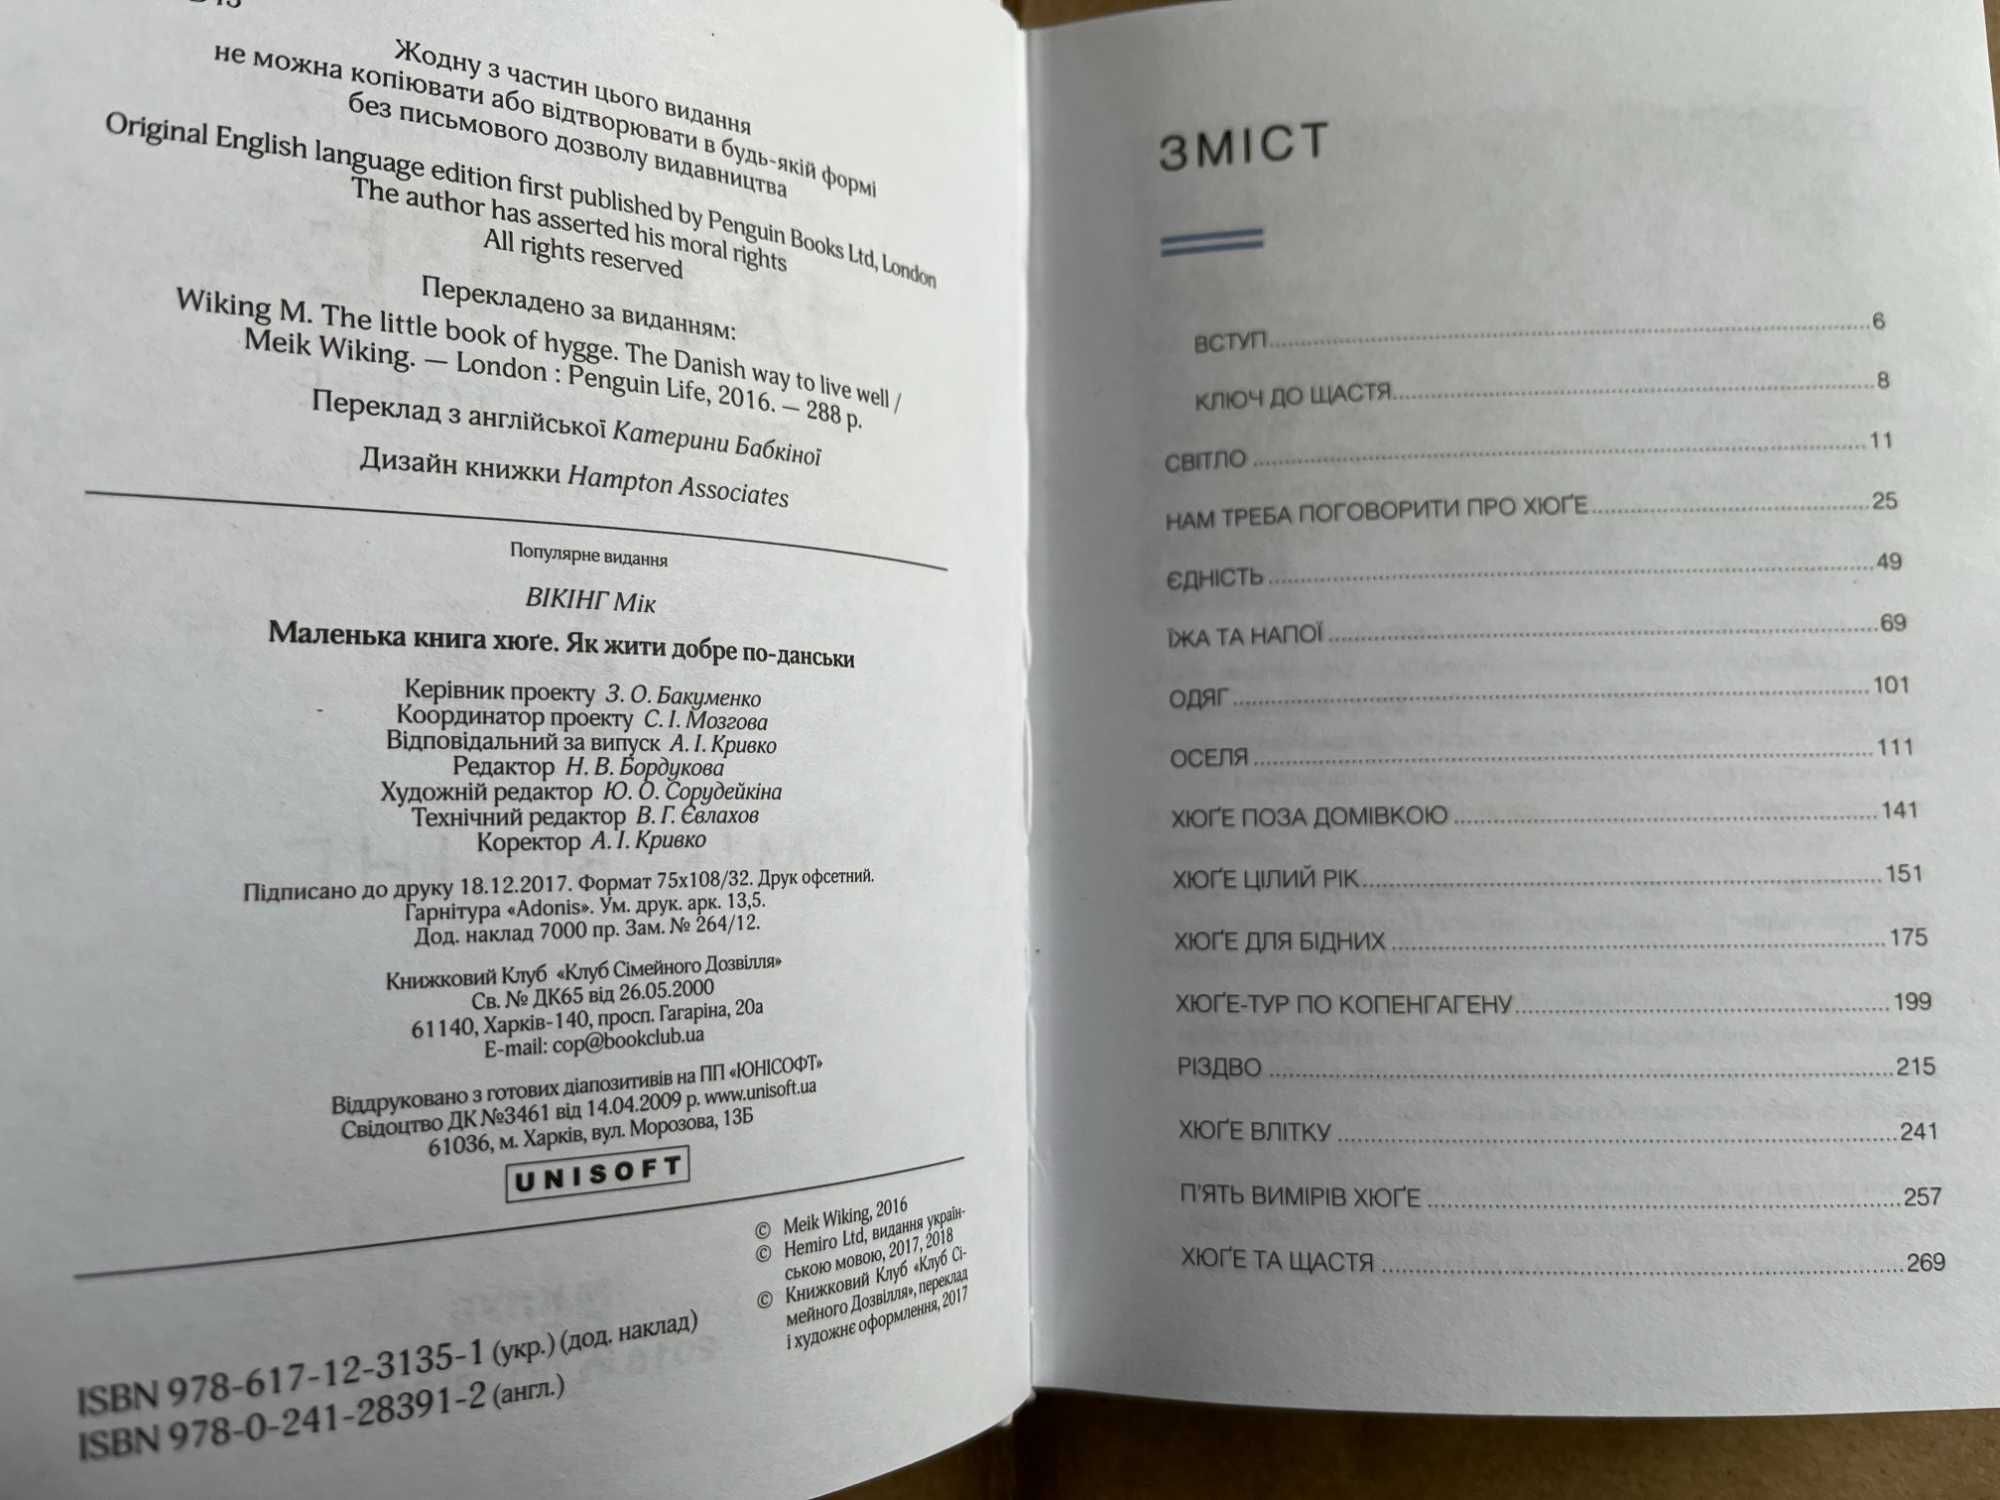 Жодну з частин цього видання
не можна копіювати або відтворювати в будь-якій формі
без письмового дозволу видавництва
Original English language edition first published by Penguin Books Ltd, London
The author has asserted his moral rights
All rights reserved
Перекладено за виданням:
Wiking M. The little book of hygge. The Danish way to live well /
Meik Wiking. — London : Penguin Life, 2016. — 288 p.
Переклад з англійської Катерини Бабкіної
Дизайн книжки Hampton Associates
Популярне видання
ВІКІНГ Мік
Маленька книга хюґе. Як жити добре по-данськи
Керівник проекту З. О. Бакуменко
Координатор проекту С. І. Мозгова
Відповідальний за випуск А. І. Кривко
Редактор Н. В. Бордукова
Художній редактор Ю. О. Сорудейкіна
Технічний редактор В. Г. Євлахов
Коректор А. І. Кривко
Підписано до друку 18.12.2017. Формат 75x108/32. Друк офсетний.
Гарнітура «Adonis». Ум. друк. арк. 13,5.
Дод. наклад 7000 пр. Зам. № 264/12.
Книжковий Клуб «Клуб Сімейного Дозвілля»
Св. № ДК65 від 26.05.2000
61140, Харків-140, просп. Гагаріна, 20а
E-mail: cop@bookclub.ua
Віддруковано з готових діапозитивів на ПП «ЮНІСОФТ»
Свідоцтво ДК №3461 від 14.04.2009 р. www.unisoft.ua
61036, м. Харків, вул. Морозова, 13Б
UNISOFT
© Meik Wiking, 2016
© Hemiro Ltd, видання україн-
ською мовою, 2017, 2018
© Книжковий Клуб «Клуб Сі-
мейного Дозвілля», переклад
і художнє оформлення, 2017
ISBN 978-617-12-3135-1 (укр.) (дод. наклад)
ISBN 978-0-241-28391-2 (англ.)
ЗМІСТ
ВСТУП 6
КЛЮЧ ДО ЩАСТЯ 8
СВІТЛО 11
НАМ ТРЕБА ПОГОВОРИТИ ПРО ХЮҐЕ 25
ЄДНІСТЬ 49
ЇЖА ТА НАПОЇ 69
ОДЯГ 101
ОСЕЛЯ 111
ХЮҐЕ ПОЗА ДОМІВКОЮ 141
ХЮҐЕ ЦІЛИЙ РІК 151
ХЮҐЕ ДЛЯ БІДНИХ 175
ХЮҐЕ-ТУР ПО КОПЕНГАГЕНУ 199
РІЗДВО 215
ХЮҐЕ ВЛІТКУ 241
П'ЯТЬ ВИМІРІВ ХЮҐЕ 257
ХЮҐЕ ТА ЩАСТЯ 269